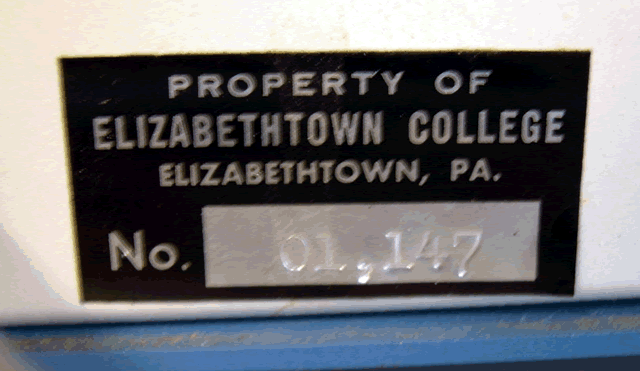 PROPERTY OF
ELIZABETHTOWN COLLEGE
ELIZABETHTOWN, PA.
No. 01,147